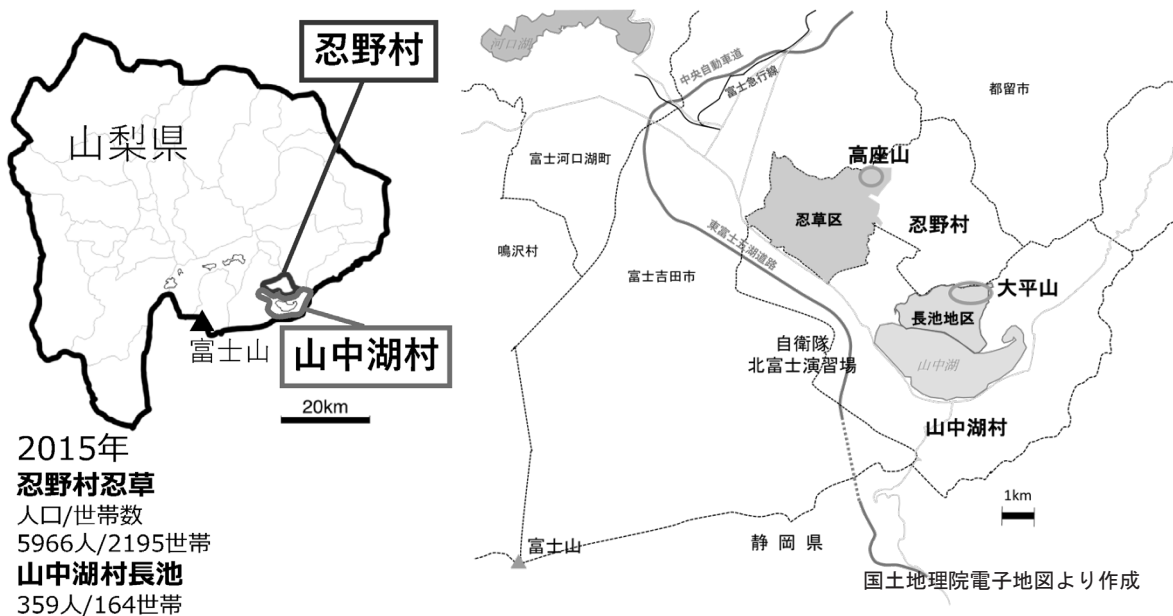 忍野村
山梨県
富士山
山中湖村
20km
2015年
忍野村忍草
人口/世帯数
5966人/2195世帯
山中湖村長池
359人/164世帯
河口湖
中央自動車道
富士急行線
都留市
富士河口湖町
高座山
忍草区
忍野村
鳴沢村
富士吉田市
東富士五湖道路
大平山
長池地区
自衛隊
北富士演習場
山中湖
山中湖村
1km
富士山
静岡県
国土地理院電子地図より作成